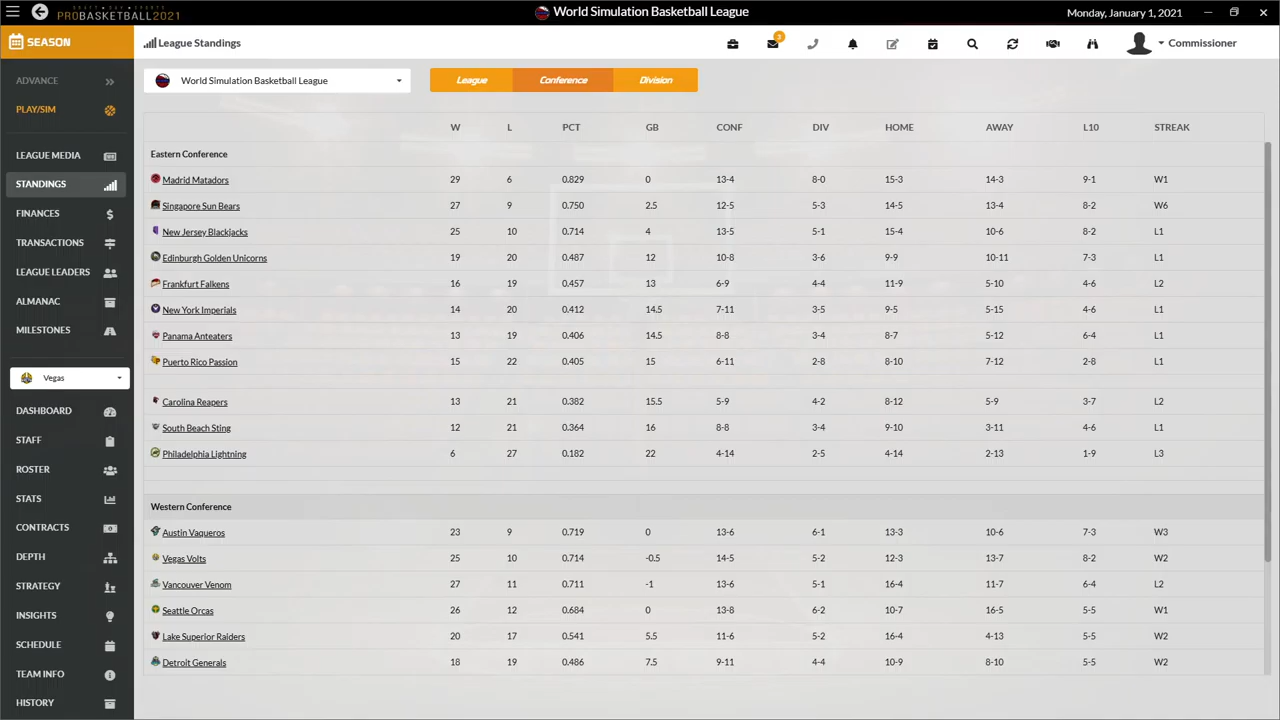 DRAFT · DAY · SPORTS
PROBASKETBALL2021
World Simulation Basketball League
Monday, January 1, 2021
SEASON
League Standings
3
Commissioner
ADVANCE
PLAY/SIM
LEAGUE MEDIA
STANDINGS
FINANCES
TRANSACTIONS
LEAGUE LEADERS
ALMANAC
MILESTONES
Vegas
DASHBOARD
STAFF
ROSTER
STATS
CONTRACTS
DEPTH
STRATEGY
INSIGHTS
SCHEDULE
TEAM INFO
HISTORY
World Simulation Basketball League
League Conference Division
W L PCT GB CONF DIV HOME AWAY L10 STREAK
Eastern Conference
Madrid Matadors 29 6 0.829 0 13-4 8-0 15-3 14-3 9-1 W1
Singapore Sun Bears 27 9 0.750 2.5 12-5 5-3 14-5 13-4 8-2 W6
New Jersey Blackjacks 25 10 0.714 4 13-5 5-1 15-4 10-6 8-2 L1
Edinburgh Golden Unicorns 19 20 0.487 12 10-8 3-6 9-9 10-11 7-3 L1
Frankfurt Falkens 16 19 0.457 13 6-9 4-4 11-9 5-10 4-6 L2
New York Imperials 14 20 0.412 14.5 7-11 3-5 9-5 5-15 4-6 L1
Panama Anteaters 13 19 0.406 14.5 8-8 3-4 8-7 5-12 6-4 L1
Puerto Rico Passion 15 22 0.405 15 6-11 2-8 8-10 7-12 2-8 L1
Carolina Reapers 13 21 0.382 15.5 5-9 4-2 8-12 5-9 3-7 L2
South Beach Sting 12 21 0.364 16 8-8 3-4 9-10 3-11 4-6 L1
Philadelphia Lightning 6 27 0.182 22 4-14 2-5 4-14 2-13 1-9 L3
Western Conference
Austin Vaqueros 23 9 0.719 0 13-6 6-1 13-3 10-6 7-3 W3
Vegas Volts 25 10 0.714 -0.5 14-5 5-2 12-3 13-7 8-2 W2
Vancouver Venom 27 11 0.711 -1 13-6 5-1 16-4 11-7 6-4 L2
Seattle Orcas 26 12 0.684 0 13-8 6-2 10-7 16-5 5-5 W1
Lake Superior Raiders 20 17 0.541 5.5 11-6 5-2 16-4 4-13 5-5 W2
Detroit Generals 18 19 0.486 7.5 9-11 4-4 10-9 8-10 5-5 W2